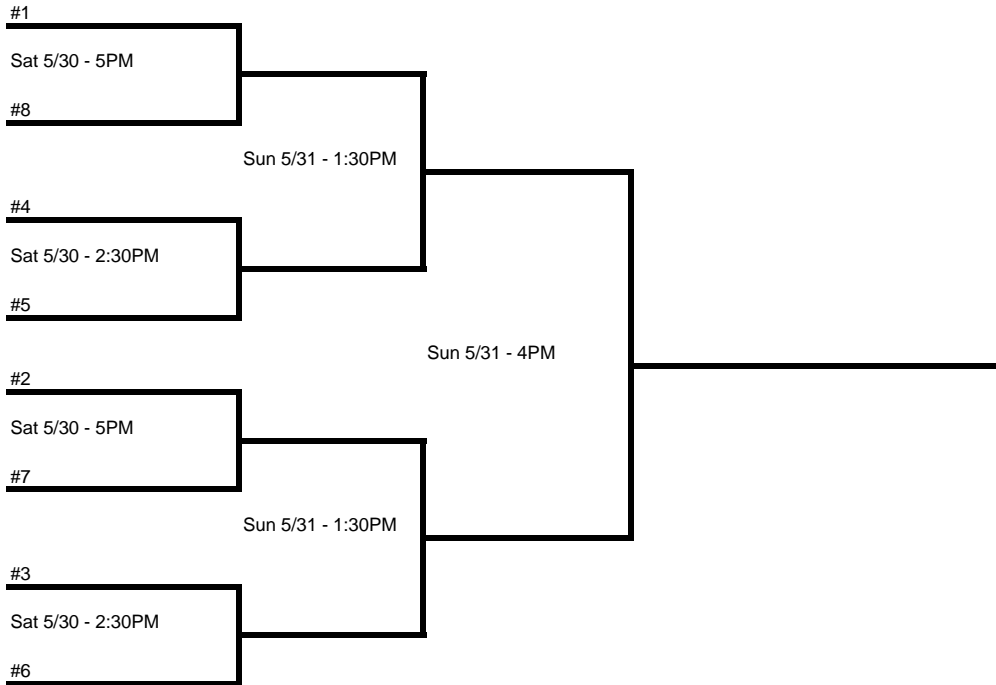 #1
Sat 5/30 - 5PM
#8
Sun 5/31 - 1:30PM
#4
Sat 5/30 - 2:30PM
#5
Sun 5/31 - 4PM
#2
Sat 5/30 - 5PM
#7
Sun 5/31 - 1:30PM
#3
Sat 5/30 - 2:30PM
#6